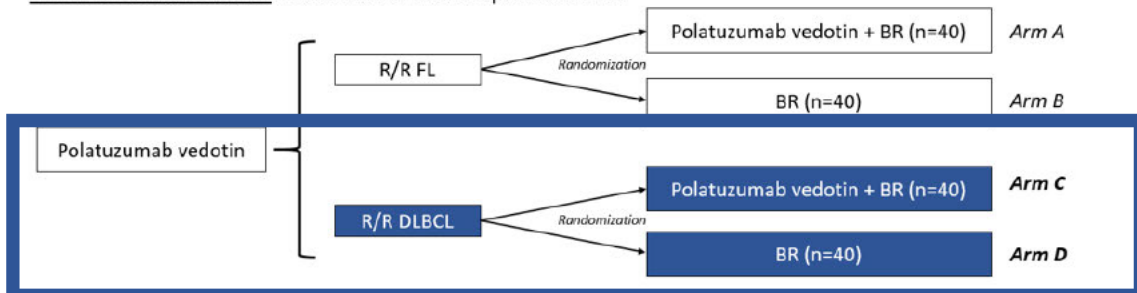 Polatuzumab vedotin + BR (n=40) Arm A
R/R FL Randomization
BR (n=40) Arm B
Polatuzumab vedotin
Polatuzumab vedotin + BR (n=40) Arm C
R/R DLBCL Randomization
BR (n=40) Arm D